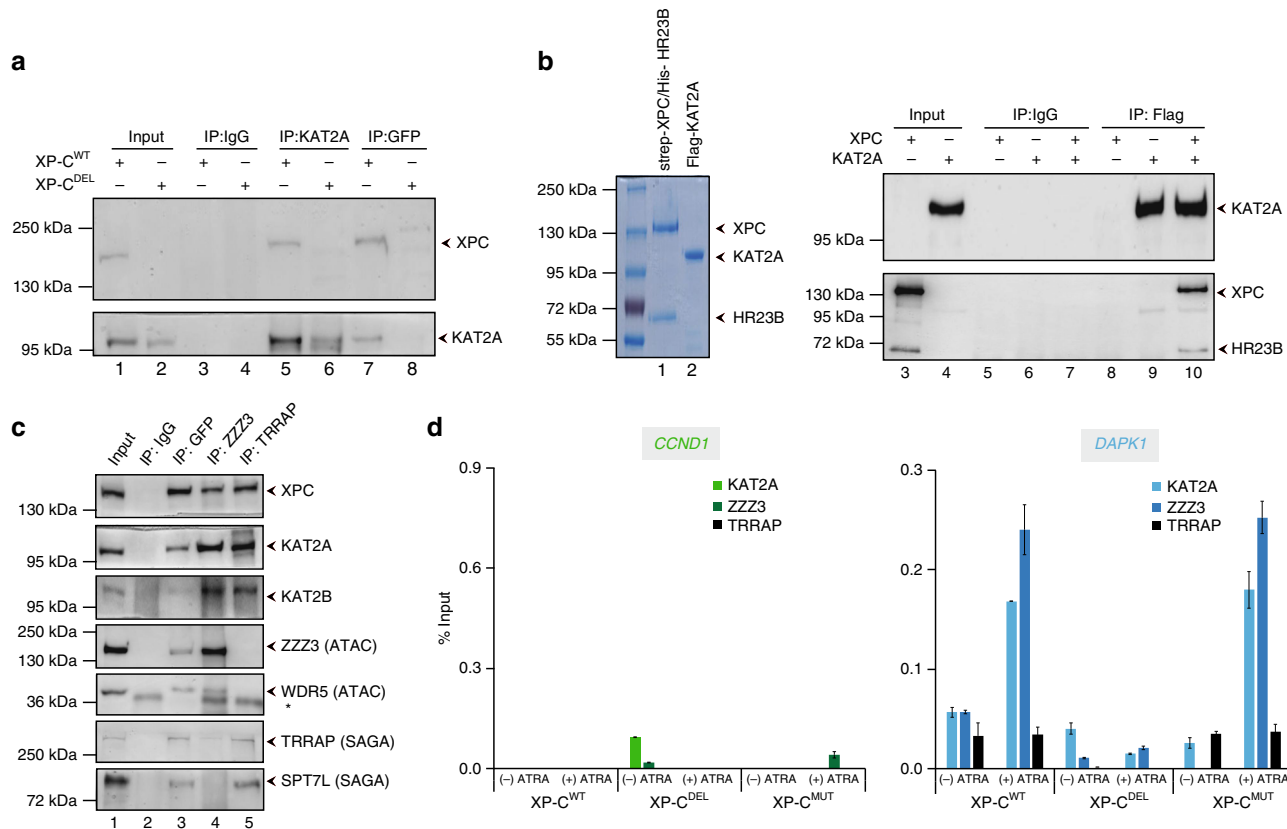 a
Input IP:IgG IP:KAT2A IP:GFP
XP-C^WT + – + – + – + –
XP-C^DEL – + – + – + – +
250 kDa
XPC
130 kDa
KAT2A
95 kDa
1 2 3 4 5 6 7 8
b
strep-XPC/His- HR23B
Flag-KAT2A
250 kDa
130 kDa
XPC
KAT2A
95 kDa
72 kDa
HR23B
55 kDa
1 2
Input IP:IgG IP: Flag
XPC + – + – + + – +
KAT2A – + – + + – + +
KAT2A
95 kDa
130 kDa
XPC
95 kDa
72 kDa
HR23B
3 4 5 6 7 8 9 10
c
Input
IP: IgG
IP: GFP
IP: ZZZ3
IP: TRRAP
XPC
130 kDa
KAT2A
95 kDa
KAT2B
95 kDa
250 kDa
ZZZ3 (ATAC)
130 kDa
WDR5 (ATAC)
36 kDa
*
TRRAP (SAGA)
250 kDa
SPT7L (SAGA)
72 kDa
1 2 3 4 5
d
CCND1
% Input
0.9
0.6
0.3
0.0
KAT2A
ZZZ3
TRRAP
(–) ATRA (+) ATRA (–) ATRA (+) ATRA (–) ATRA (+) ATRA
XP-C^WT XP-C^DEL XP-C^MUT
DAPK1
0.3
0.2
0.1
0.0
KAT2A
ZZZ3
TRRAP
(–) ATRA (+) ATRA (–) ATRA (+) ATRA (–) ATRA (+) ATRA
XP-C^WT XP-C^DEL XP-C^MUT